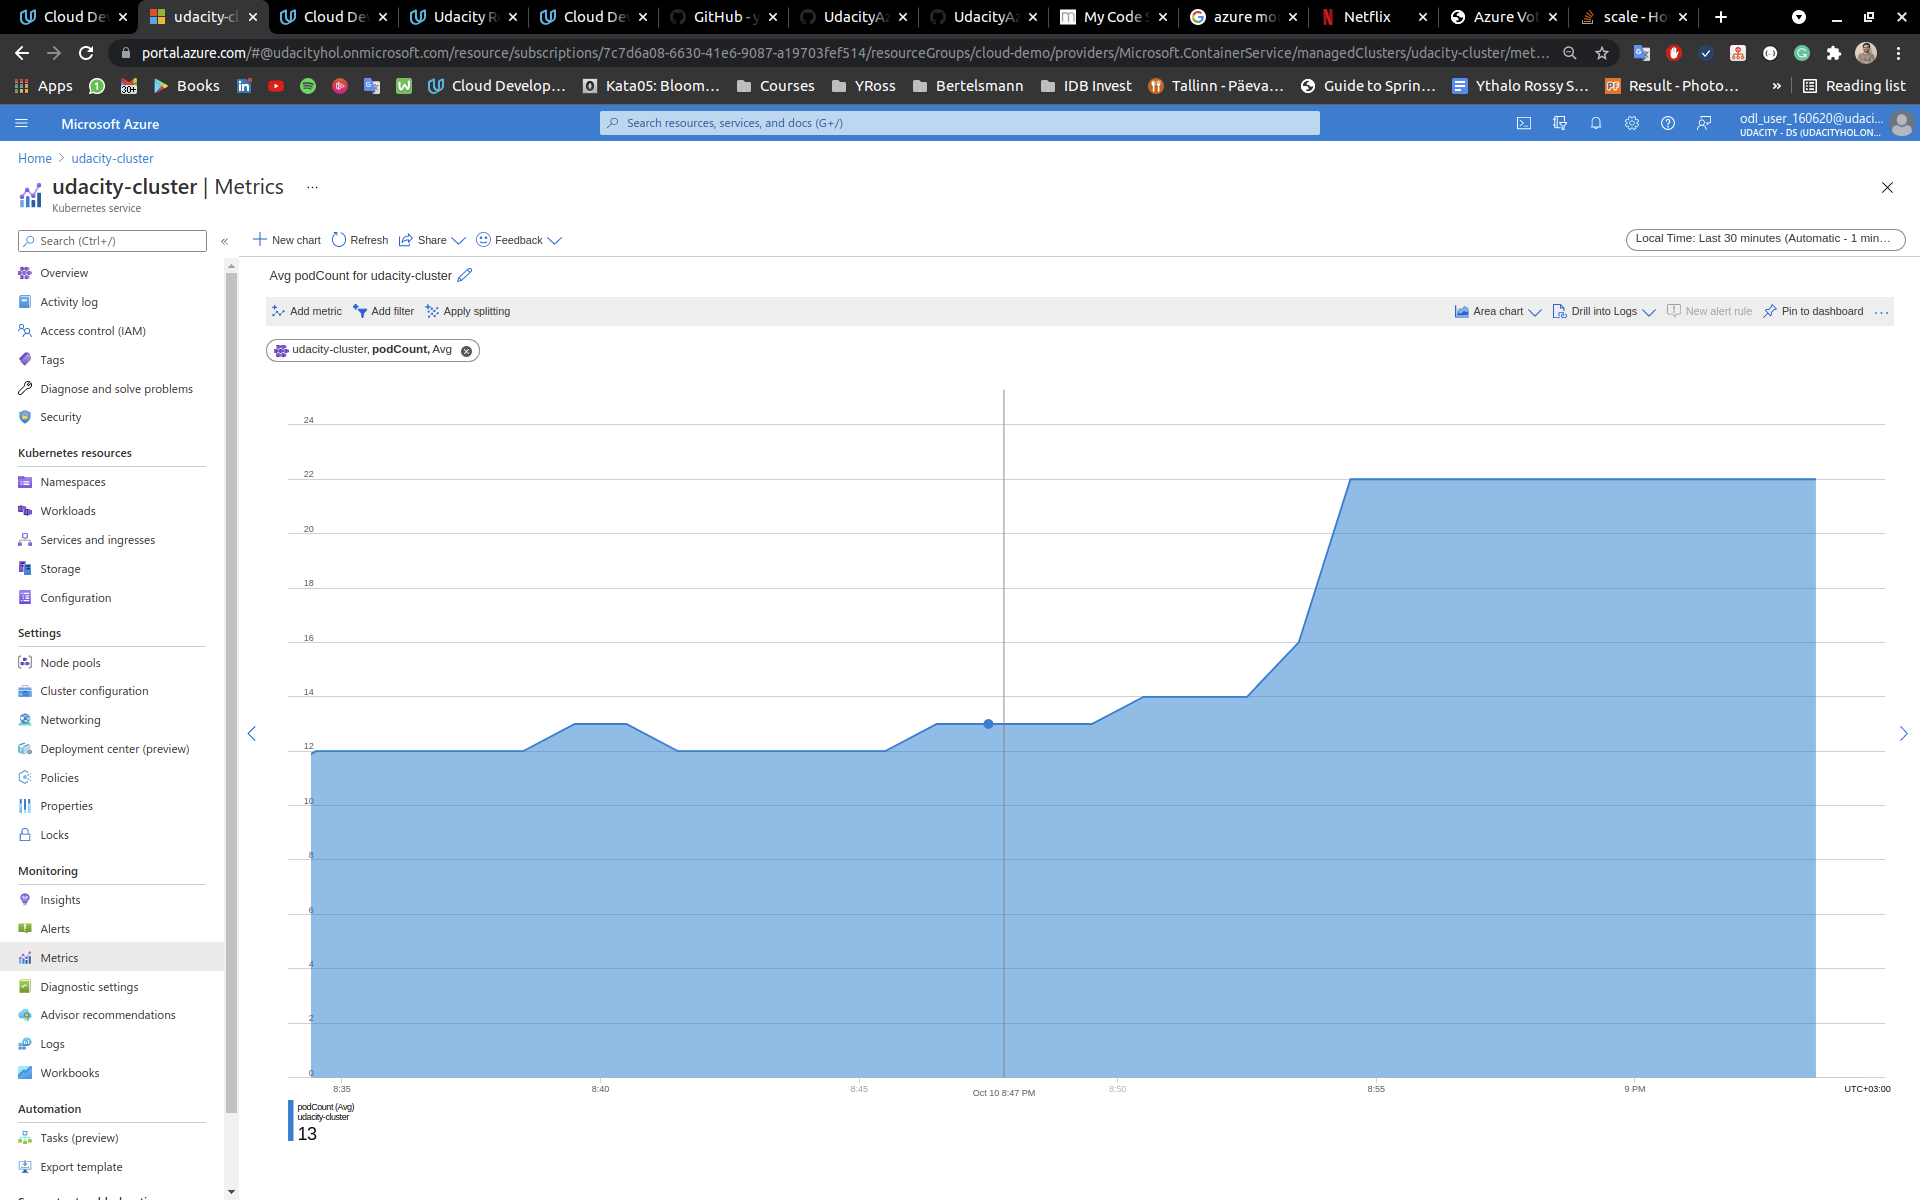 Cloud De
udacity-cl
Cloud De
Udacity R
Cloud De
GitHub - y
UdacityA
UdacityA
My Code
azure mo
Netflix
Azure Vo
scale - Ho
portal.azure.com/#@udacityhol.onmicrosoft.com/resource/subscriptions/7c7d6a08-6630-41e6-9087-a19703fef514/resourceGroups/cloud-demo/providers/Microsoft.ContainerService/managedClusters/udacity-cluster/met...
Apps
30+
Books
Cloud Develop...
Kata05: Bloom...
Courses
YRoss
Bertelsmann
IDB Invest
Tallinn - Päeva...
Guide to Sprin...
Ythalo Rossy S...
Result - Photo...
»
Reading list
Microsoft Azure
Search resources, services, and docs (G+/)
odl_user_160620@udaci...
UDACITY - DS (UDACITYHOL.ON...
Home > udacity-cluster
udacity-cluster | Metrics ...
Kubernetes service
Search (Ctrl+/)
«
New chart
Refresh
Share
Feedback
Local Time: Last 30 minutes (Automatic - 1 min...
Overview
Activity log
Access control (IAM)
Tags
Diagnose and solve problems
Security
Kubernetes resources
Namespaces
Workloads
Services and ingresses
Storage
Configuration
Settings
Node pools
Cluster configuration
Networking
Deployment center (preview)
Policies
Properties
Locks
Monitoring
Insights
Alerts
Metrics
Diagnostic settings
Advisor recommendations
Logs
Workbooks
Automation
Tasks (preview)
Export template
Avg podCount for udacity-cluster
Add metric
Add filter
Apply splitting
Area chart
Drill into Logs
New alert rule
Pin to dashboard
...
udacity-cluster, podCount, Avg
24
22
20
18
16
14
12
10
8
6
4
2
0
8:35
8:40
8:45
Oct 10 8:47 PM
8:50
8:55
9 PM
UTC+03:00
podCount (Avg)
udacity-cluster
13